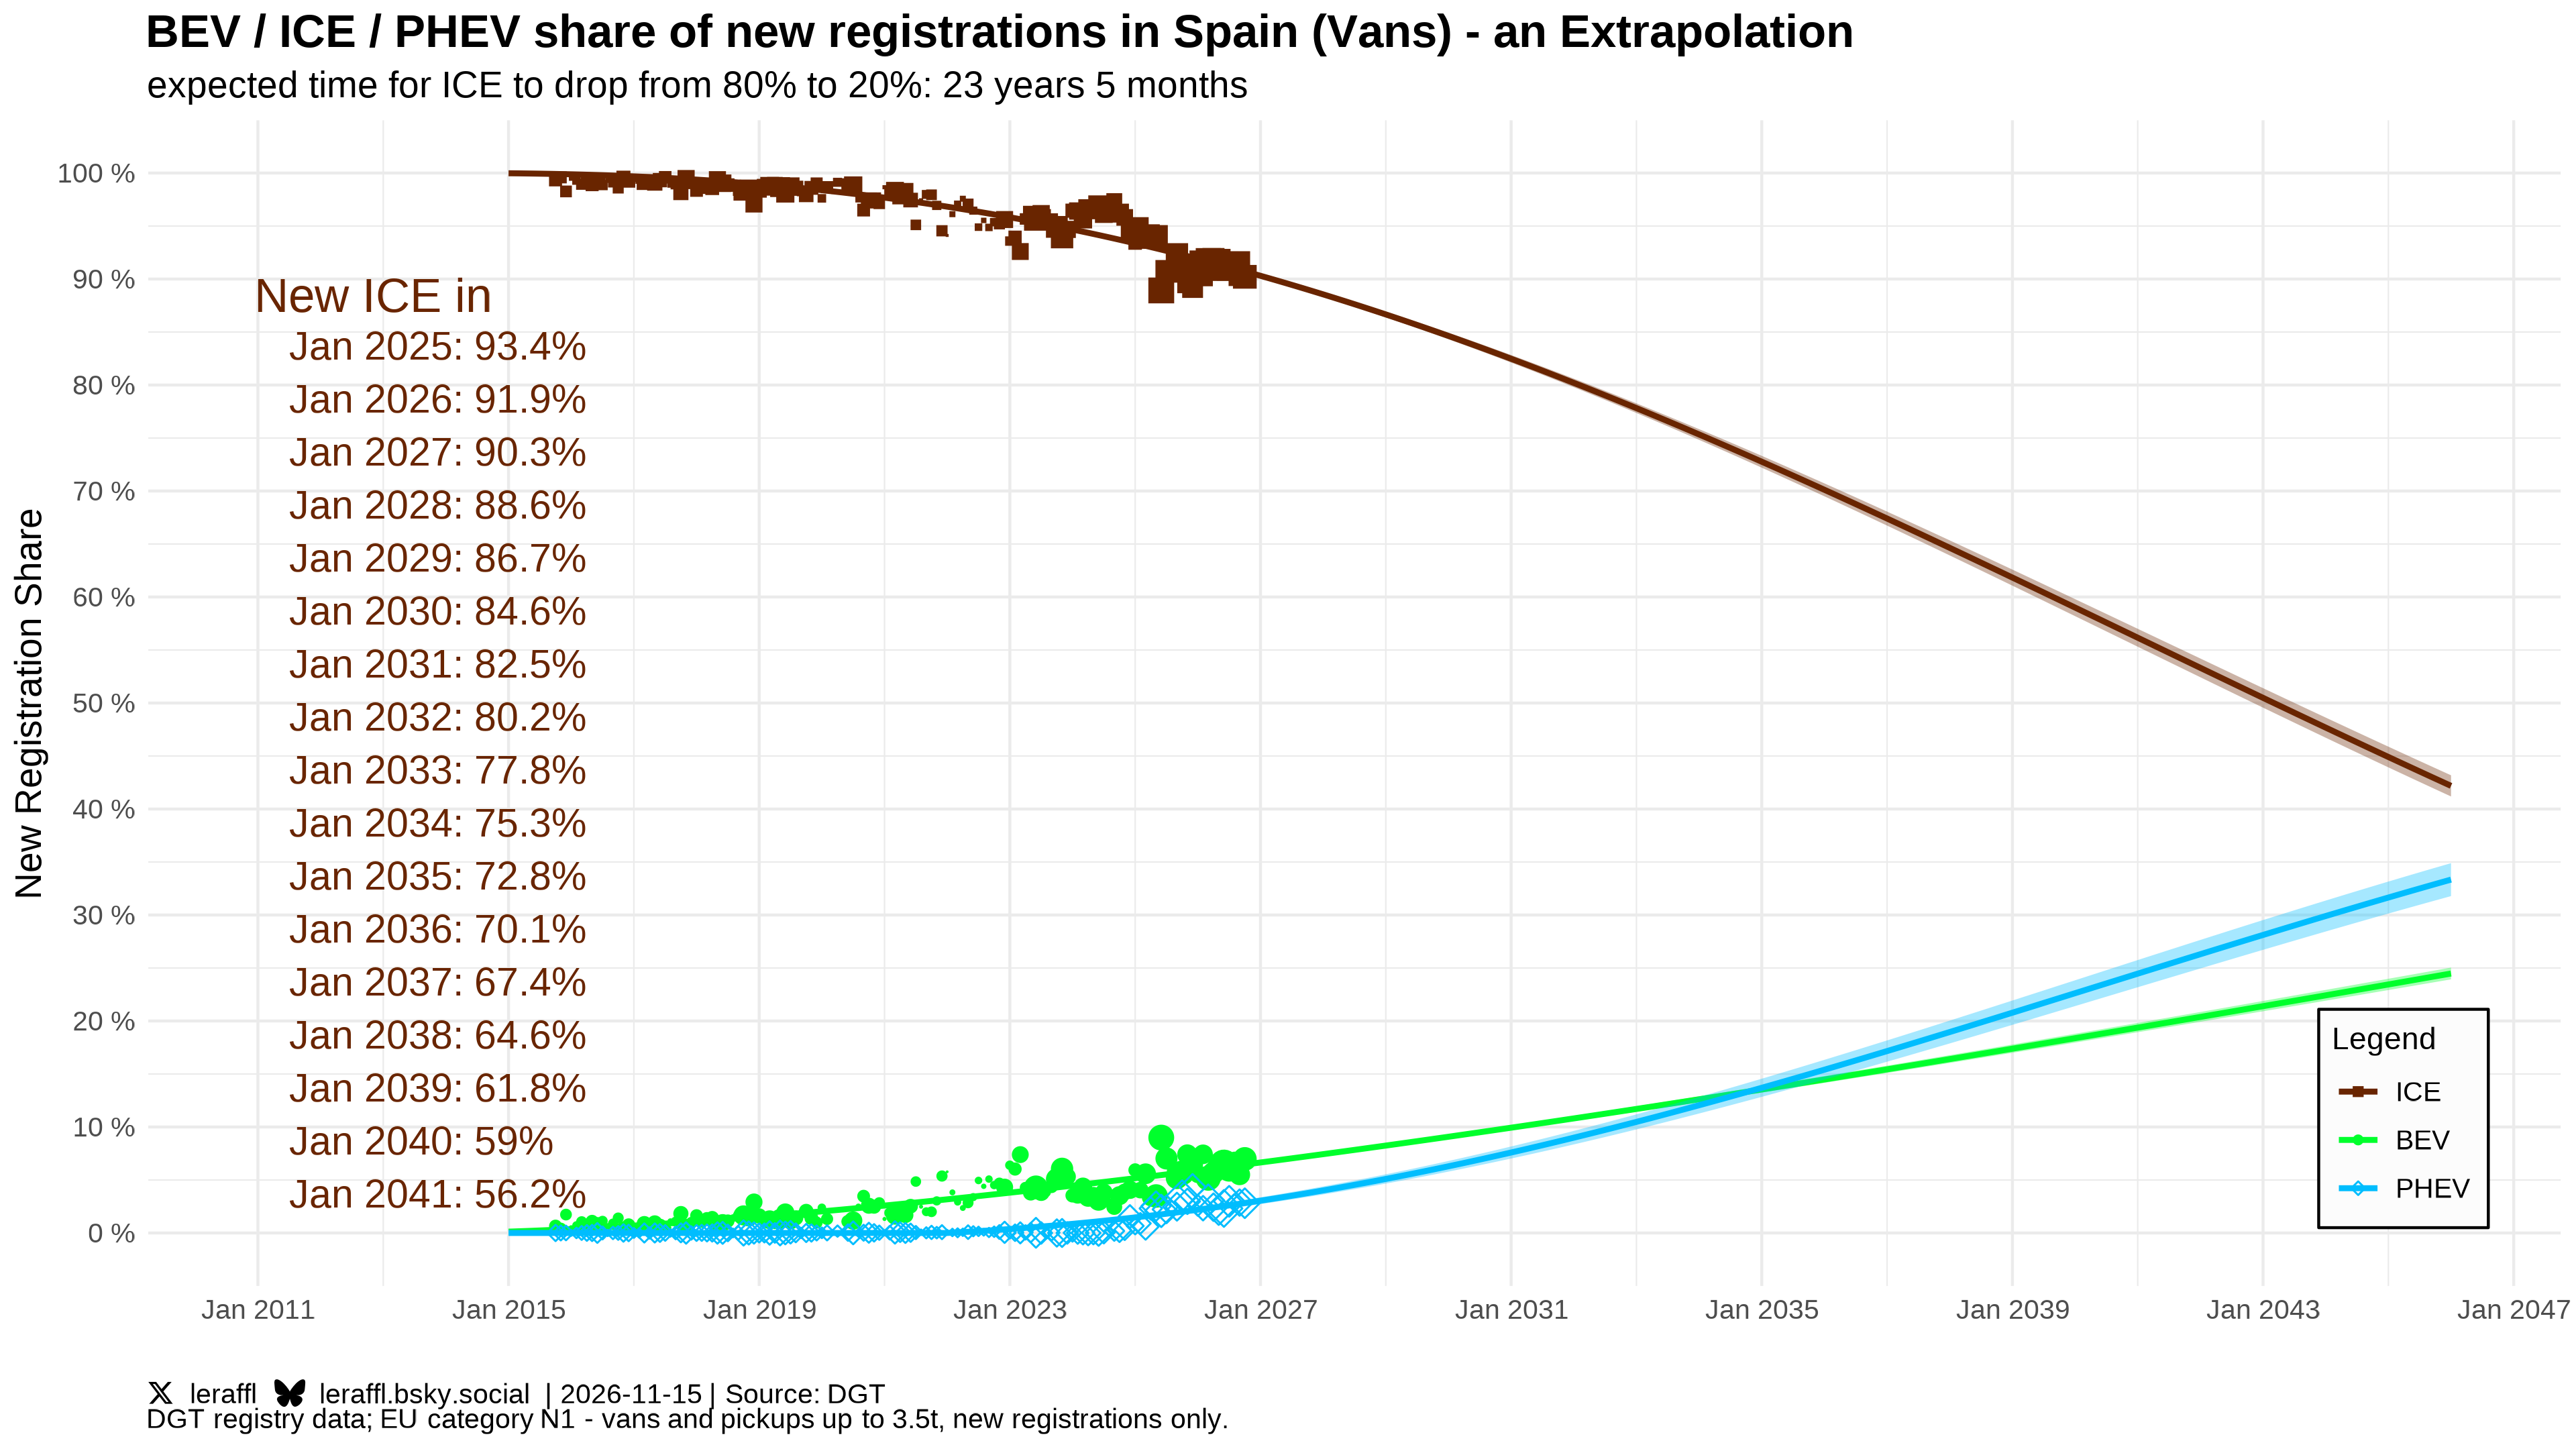 BEV / ICE / PHEV share of new registrations in Spain (Vans) - an Extrapolation
expected time for ICE to drop from 80% to 20%: 23 years 5 months
New Registration Share
100 %
90 %
80 %
70 %
60 %
50 %
40 %
30 %
20 %
10 %
0 %
New ICE in
Jan 2025: 93.4%
Jan 2026: 91.9%
Jan 2027: 90.3%
Jan 2028: 88.6%
Jan 2029: 86.7%
Jan 2030: 84.6%
Jan 2031: 82.5%
Jan 2032: 80.2%
Jan 2033: 77.8%
Jan 2034: 75.3%
Jan 2035: 72.8%
Jan 2036: 70.1%
Jan 2037: 67.4%
Jan 2038: 64.6%
Jan 2039: 61.8%
Jan 2040: 59%
Jan 2041: 56.2%
Legend
ICE
BEV
PHEV
Jan 2011 Jan 2015 Jan 2019 Jan 2023 Jan 2027 Jan 2031 Jan 2035 Jan 2039 Jan 2043 Jan 2047
leraffl leraffl.bsky.social | 2026-11-15 | Source: DGT
DGT registry data; EU category N1 - vans and pickups up to 3.5t, new registrations only.